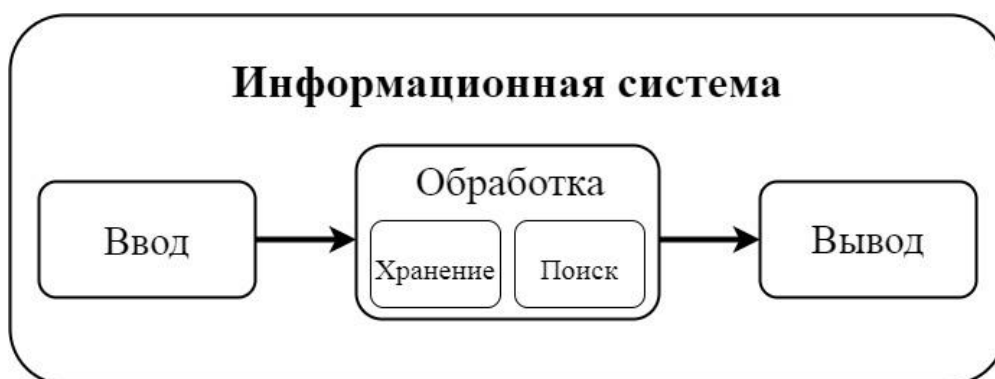 Информационная система
Ввод
Обработка
Хранение
Поиск
Вывод